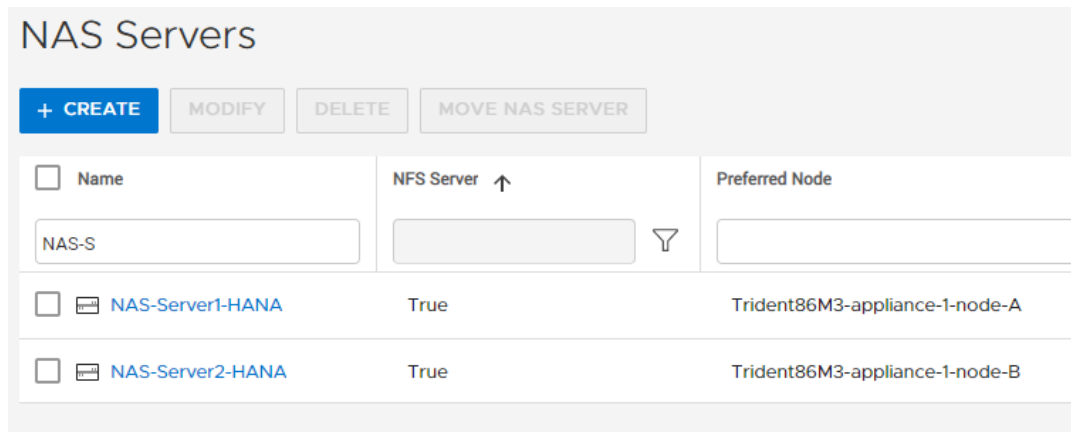 NAS Servers
+ CREATE MODIFY DELETE MOVE NAS SERVER
Name NFS Server ↑ Preferred Node
NAS-S
NAS-Server1-HANA True Trident86M3-appliance-1-node-A
NAS-Server2-HANA True Trident86M3-appliance-1-node-B